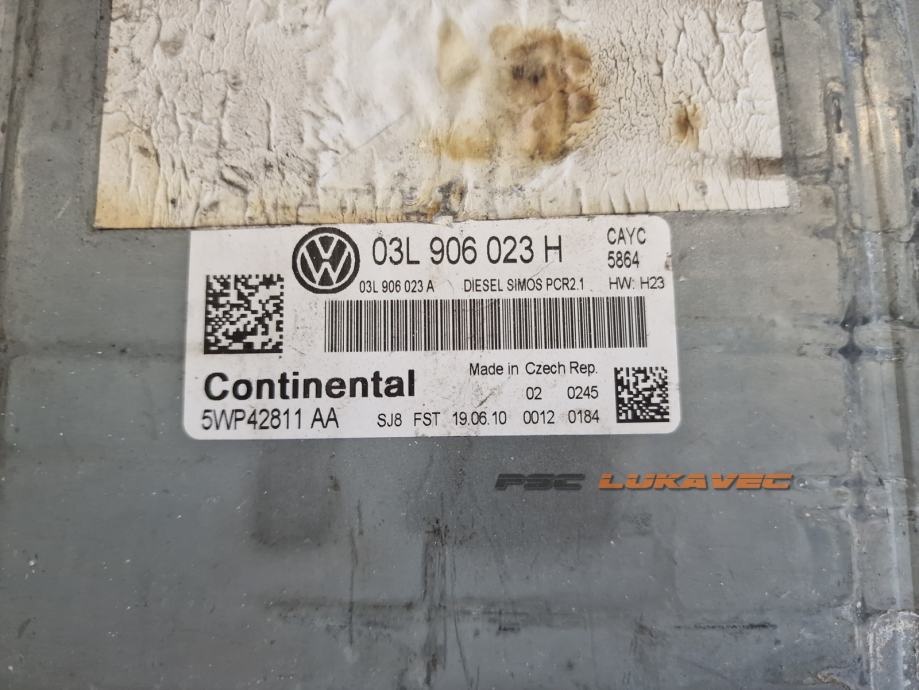 03L 906 023 H
CAYC
5864
03L 906 023 A DIESEL SIMOS PCR2.1 HW: H23
Made in Czech Rep.
Continental
02 0245
5WP42811 AA SJ8 FST 19.06.10 0012 0184
PSC LUKAVEC